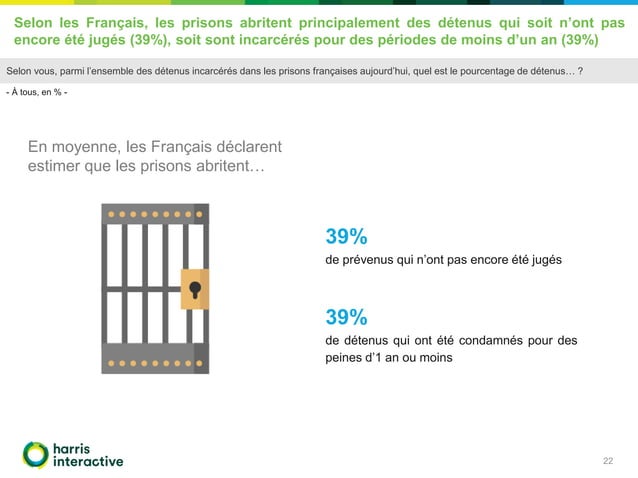 Selon les Français, les prisons abritent principalement des détenus qui soit n’ont pas
encore été jugés (39%), soit sont incarcérés pour des périodes de moins d’un an (39%)
Selon vous, parmi l’ensemble des détenus incarcérés dans les prisons françaises aujourd’hui, quel est le pourcentage de détenus… ?
- À tous, en % -
En moyenne, les Français déclarent
estimer que les prisons abritent…
39%
de prévenus qui n’ont pas encore été jugés
39%
de détenus qui ont été condamnés pour des
peines d’1 an ou moins
harris
interactive
22